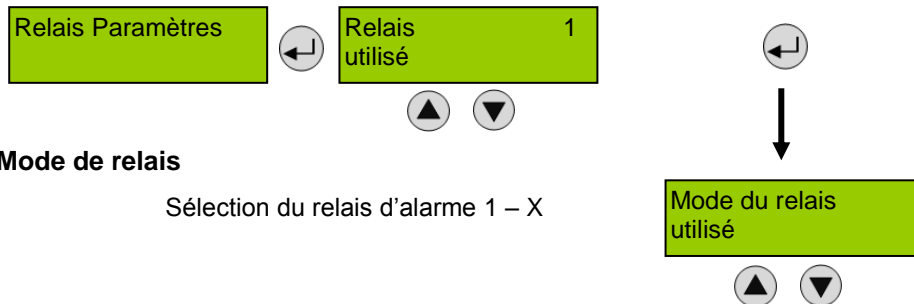 Relais Paramètres
Relais 1
utilisé
Mode de relais
Sélection du relais d'alarme 1 – X
Mode du relais
utilisé